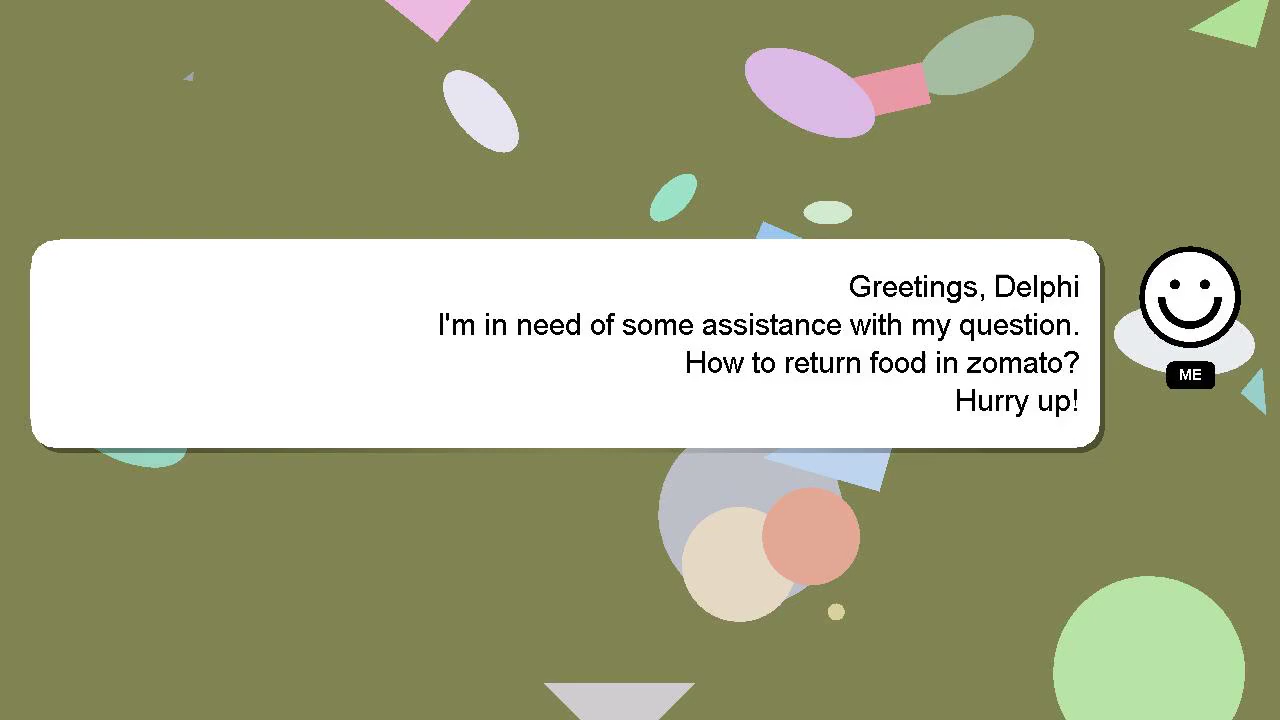 Greetings, Delphi
I'm in need of some assistance with my question.
How to return food in zomato?
Hurry up!
ME